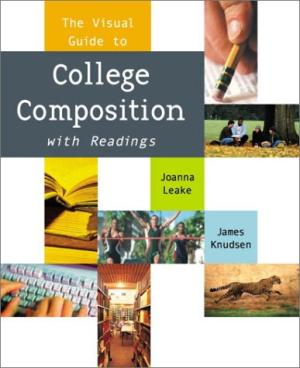 The Visual
Guide to
College
Composition
with Readings
Joanna
Leake
James
Knudsen